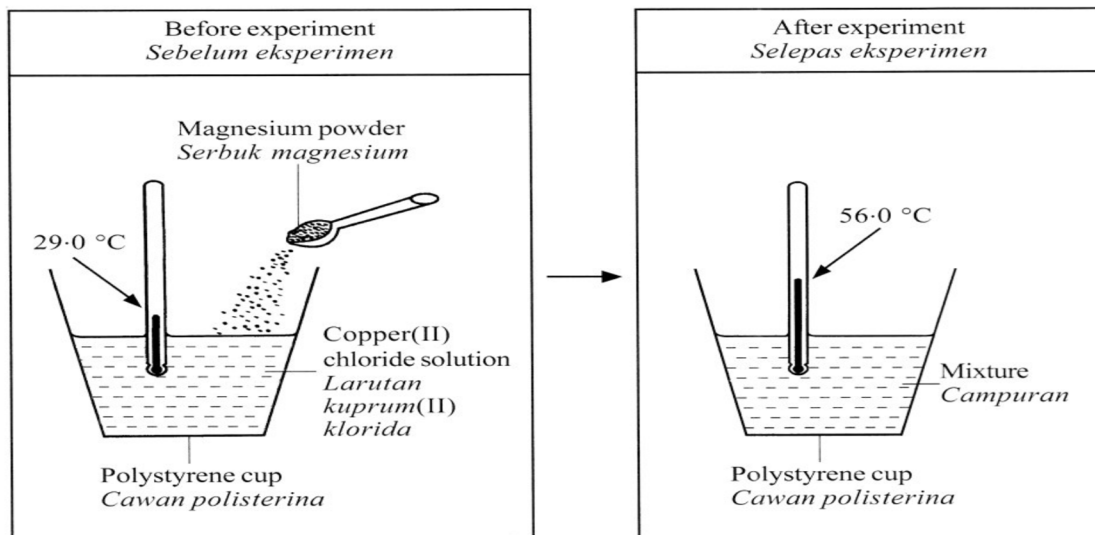 Before experiment
Sebelum eksperimen
Magnesium powder
Serbuk magnesium
29·0 °C
Copper(II)
chloride solution
Larutan
kuprum(II)
klorida
Polystyrene cup
Cawan polisterina
After experiment
Selepas eksperimen
56·0 °C
Mixture
Campuran
Polystyrene cup
Cawan polisterina